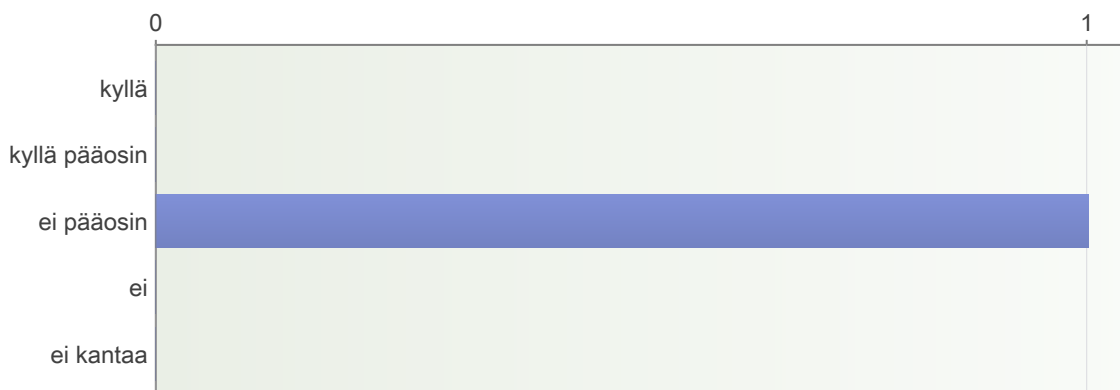 0 1
kyllä
kyllä pääosin
ei pääosin
ei
ei kantaa